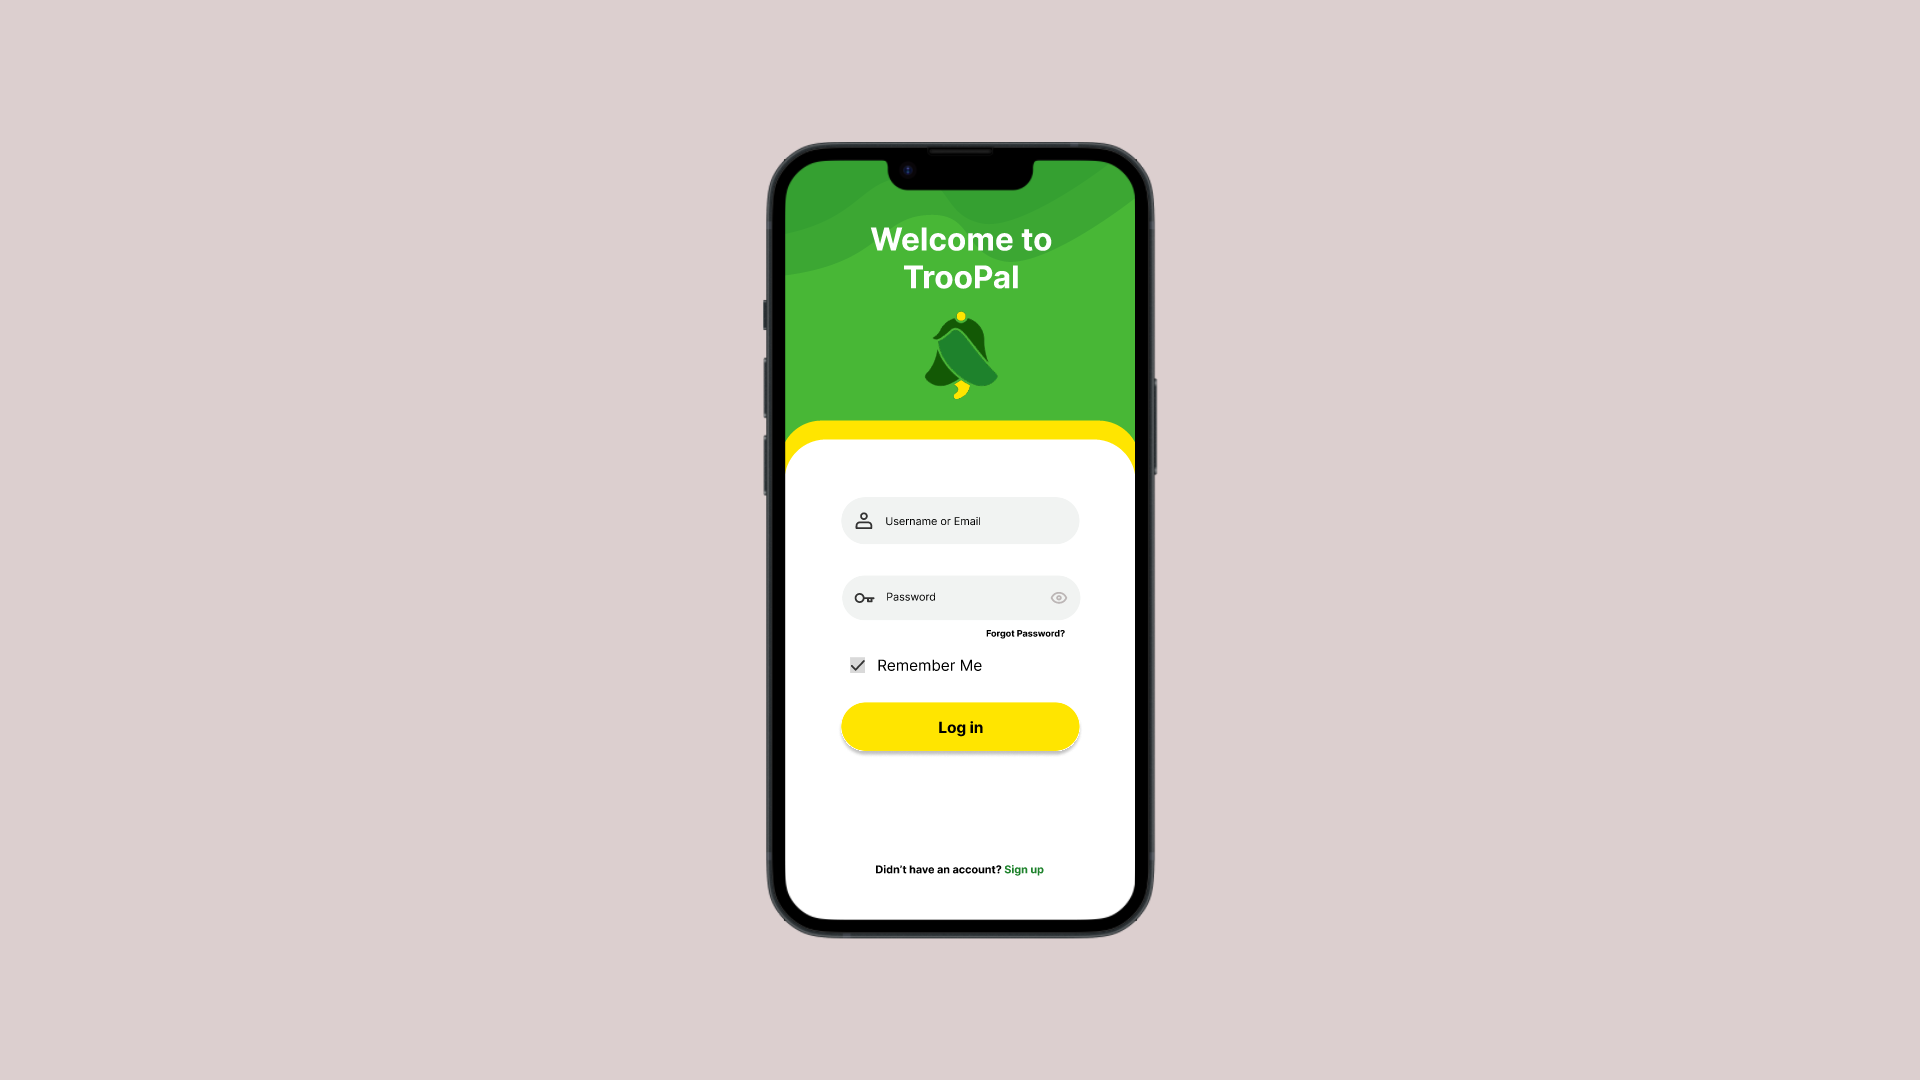 Welcome to
TrooPal
Username or Email
Password
Forgot Password?
Remember Me
Log in
Didn't have an account? Sign up